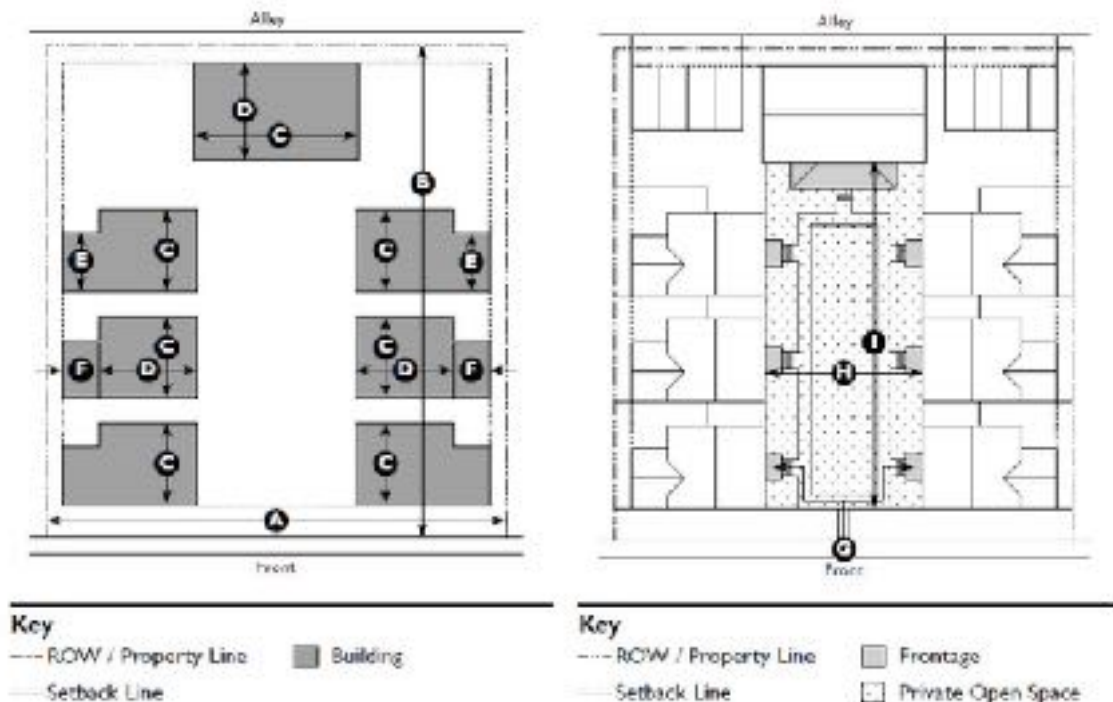 Alley
D
C
B
C
C
E
E
C
C
F
D
D
F
C
C
A
Front
Key
ROW / Property Line
Building
Setback Line
Alley
I
H
G
Front
Key
ROW / Property Line
Frontage
Setback Line
Private Open Space